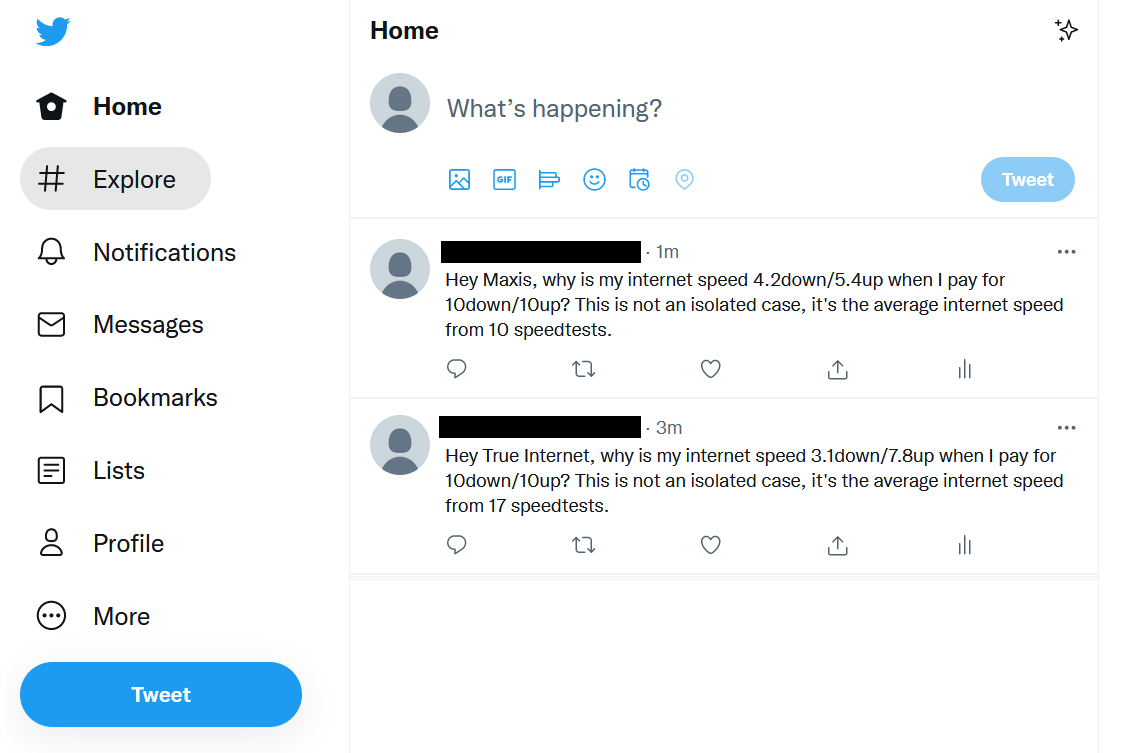 Home
Explore
Notifications
Messages
Bookmarks
Lists
Profile
More
Tweet
Home
What’s happening?
GIF
Tweet
· 1m
Hey Maxis, why is my internet speed 4.2down/5.4up when I pay for
10down/10up? This is not an isolated case, it's the average internet speed
from 10 speedtests.
· 3m
Hey True Internet, why is my internet speed 3.1down/7.8up when I pay for
10down/10up? This is not an isolated case, it's the average internet speed
from 17 speedtests.